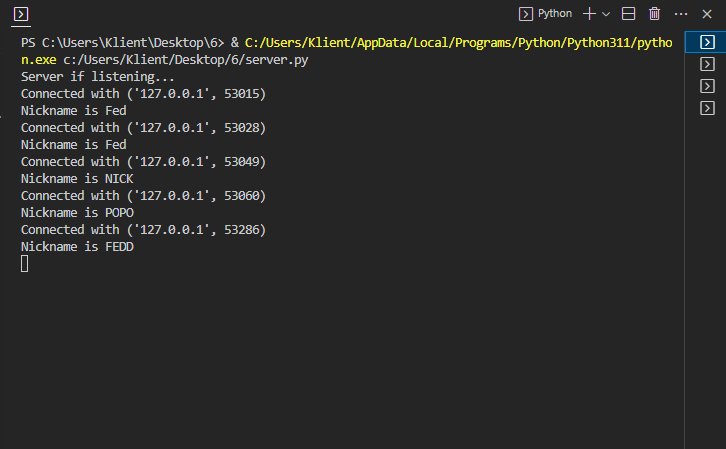 Python
PS C:\Users\Klient\Desktop\6> & C:/Users/Klient/AppData/Local/Programs/Python/Python311/pytho
n.exe c:/Users/Klient/Desktop/6/server.py
Server if listening...
Connected with ('127.0.0.1', 53015)
Nickname is Fed
Connected with ('127.0.0.1', 53028)
Nickname is Fed
Connected with ('127.0.0.1', 53049)
Nickname is NICK
Connected with ('127.0.0.1', 53060)
Nickname is POPO
Connected with ('127.0.0.1', 53286)
Nickname is FEDD